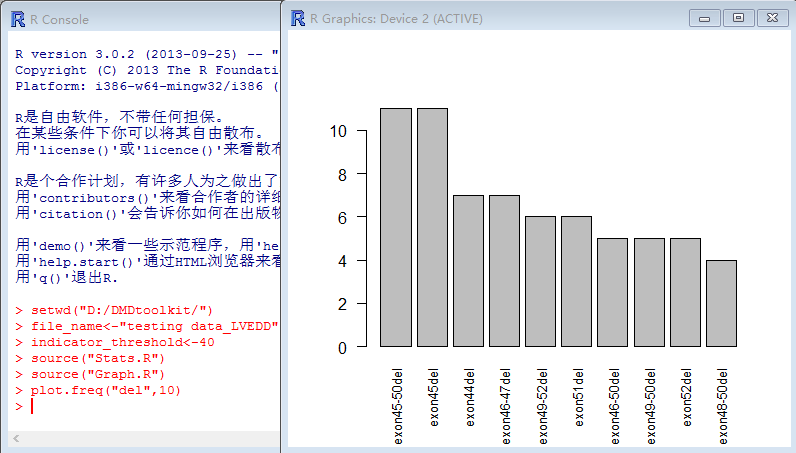 R Console
R version 3.0.2 (2013-09-25) -- "
Copyright (C) 2013 The R Foundati
Platform: i386-w64-mingw32/i386 (
R是自由软件，不带任何担保。
在某些条件下你可以将其自由散布。
用'license()'或'licence()'来看散布
R是个合作计划，有许多人为之做出了
用'contributors()'来看合作者的详细
用'citation()'会告诉你如何在出版物
用'demo()'来看一些示范程序，用'he
用'help.start()'通过HTML浏览器来看
用'q()'退出R.
> setwd("D:/DMDtoolkit/")
> file_name<-"testing data_LVEDD"
> indicator_threshold<-40
> source("Stats.R")
> source("Graph.R")
> plot.freq("del",10)
>
R Graphics: Device 2 (ACTIVE)
10
8
6
4
2
0
exon45-50del
exon45del
exon44del
exon46-47del
exon49-52del
exon51del
exon46-50del
exon49-50del
exon52del
exon48-50del